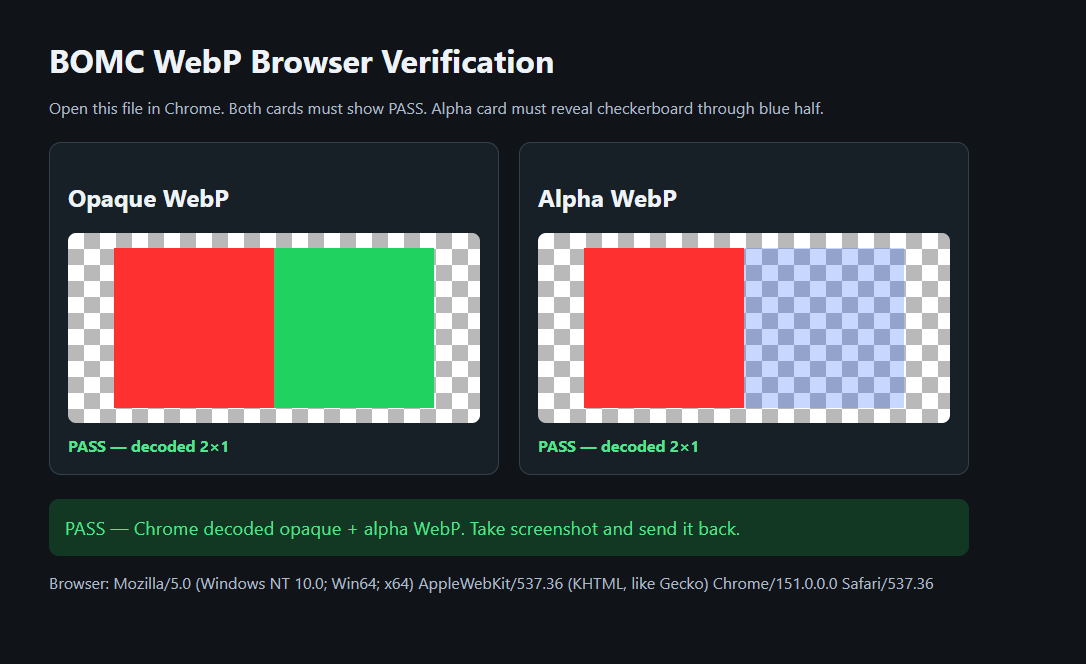 BOMC WebP Browser Verification
Open this file in Chrome. Both cards must show PASS. Alpha card must reveal checkerboard through blue half.
Opaque WebP
PASS — decoded 2×1
Alpha WebP
PASS — decoded 2×1
PASS — Chrome decoded opaque + alpha WebP. Take screenshot and send it back.
Browser: Mozilla/5.0 (Windows NT 10.0; Win64; x64) AppleWebKit/537.36 (KHTML, like Gecko) Chrome/151.0.0.0 Safari/537.36